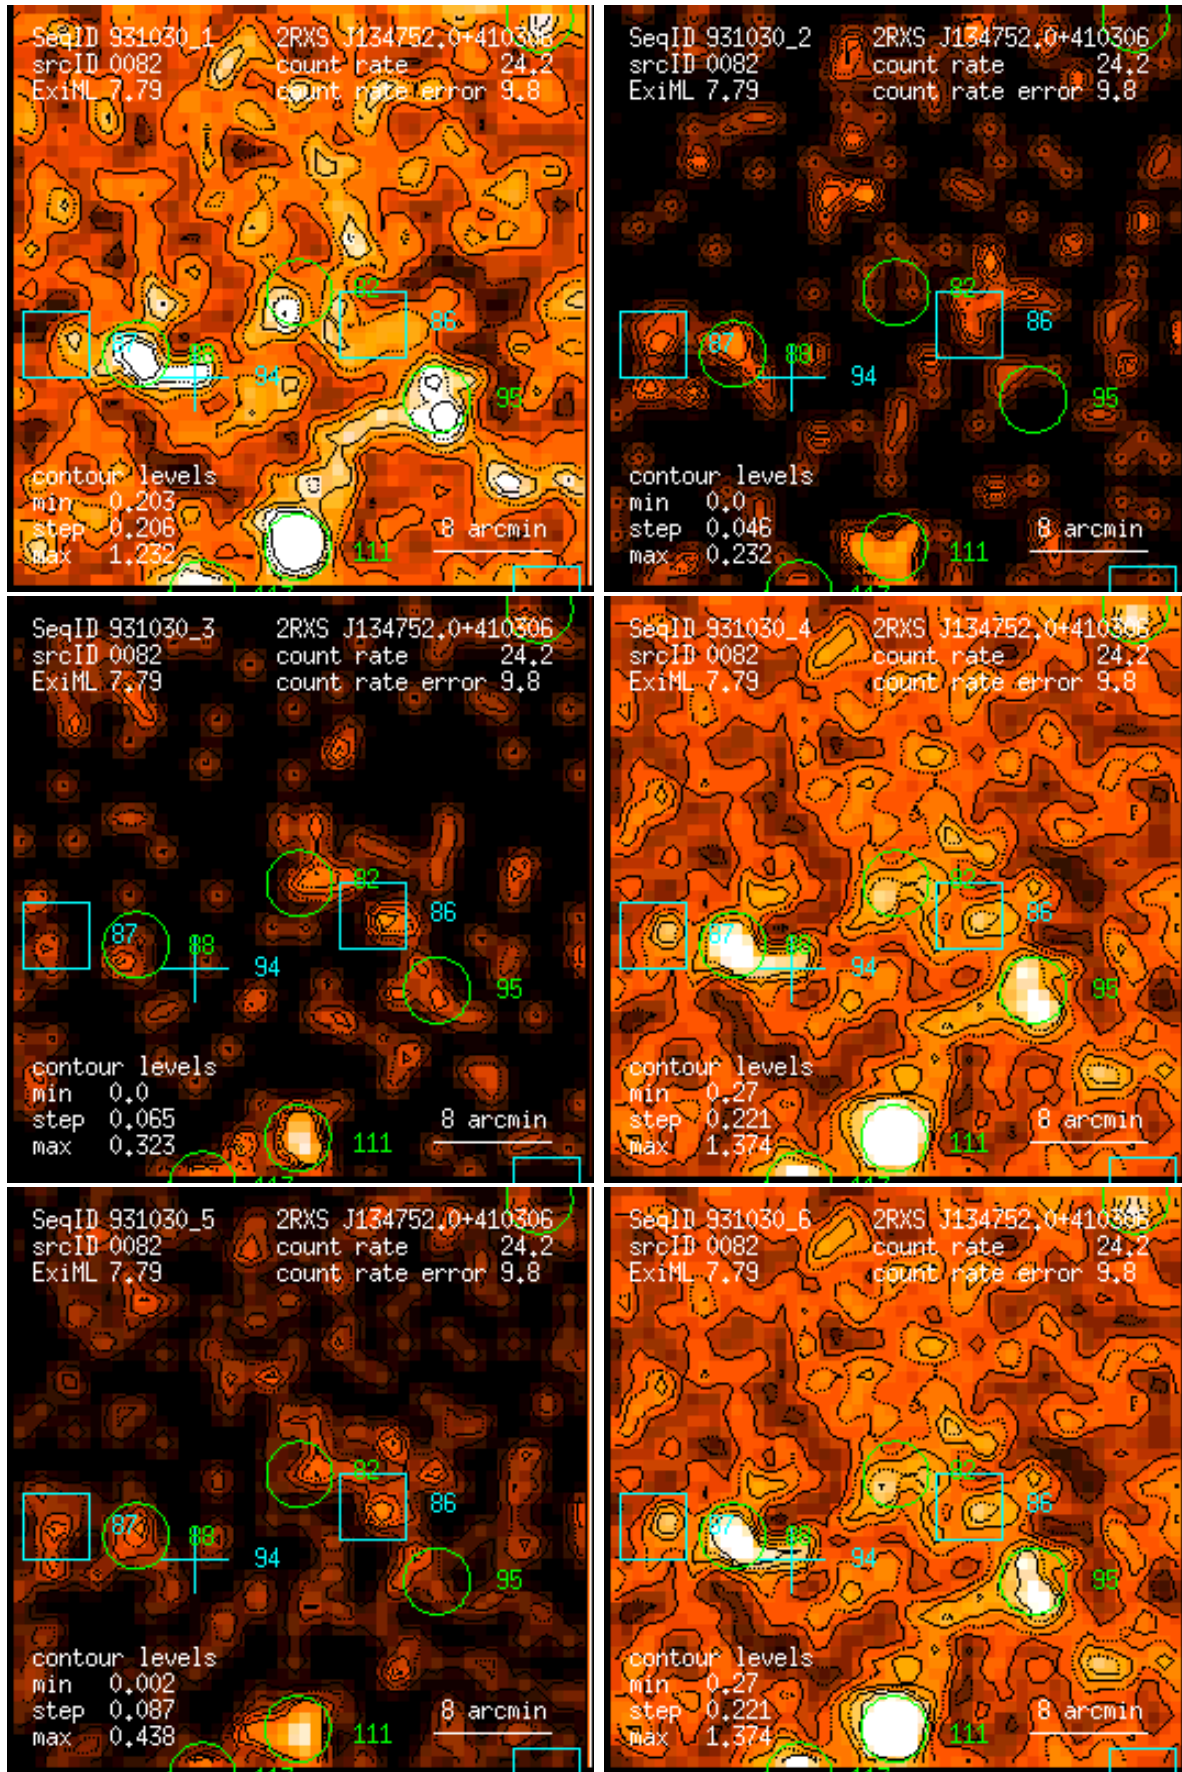 SeqID 931030_1 2RXS J134752.0+410306
srcID 0082 count rate 24.2
ExiML 7.79 count rate error 9.8
82
86
87
88
94
95
contour levels
min 0.203
step 0.206
max 1.232
8 arcmin
111
117
SeqID 931030_2 2RXS J134752.0+410306
srcID 0082 count rate 24.2
ExiML 7.79 count rate error 9.8
82
86
87
88
94
95
contour levels
min 0.0
step 0.046
max 0.232
8 arcmin
111
117
SeqID 931030_3 2RXS J134752.0+410306
srcID 0082 count rate 24.2
ExiML 7.79 count rate error 9.8
82
86
87
88
94
95
contour levels
min 0.0
step 0.065
max 0.323
8 arcmin
111
117
SeqID 931030_4 2RXS J134752.0+410306
srcID 0082 count rate 24.2
ExiML 7.79 count rate error 9.8
82
86
87
88
94
95
contour levels
min 0.27
step 0.221
max 1.374
8 arcmin
111
117
SeqID 931030_5 2RXS J134752.0+410306
srcID 0082 count rate 24.2
ExiML 7.79 count rate error 9.8
82
86
87
88
94
95
contour levels
min 0.002
step 0.087
max 0.438
8 arcmin
111
117
SeqID 931030_6 2RXS J134752.0+410306
srcID 0082 count rate 24.2
ExiML 7.79 count rate error 9.8
82
86
87
88
94
95
contour levels
min 0.27
step 0.221
max 1.374
8 arcmin
111
117